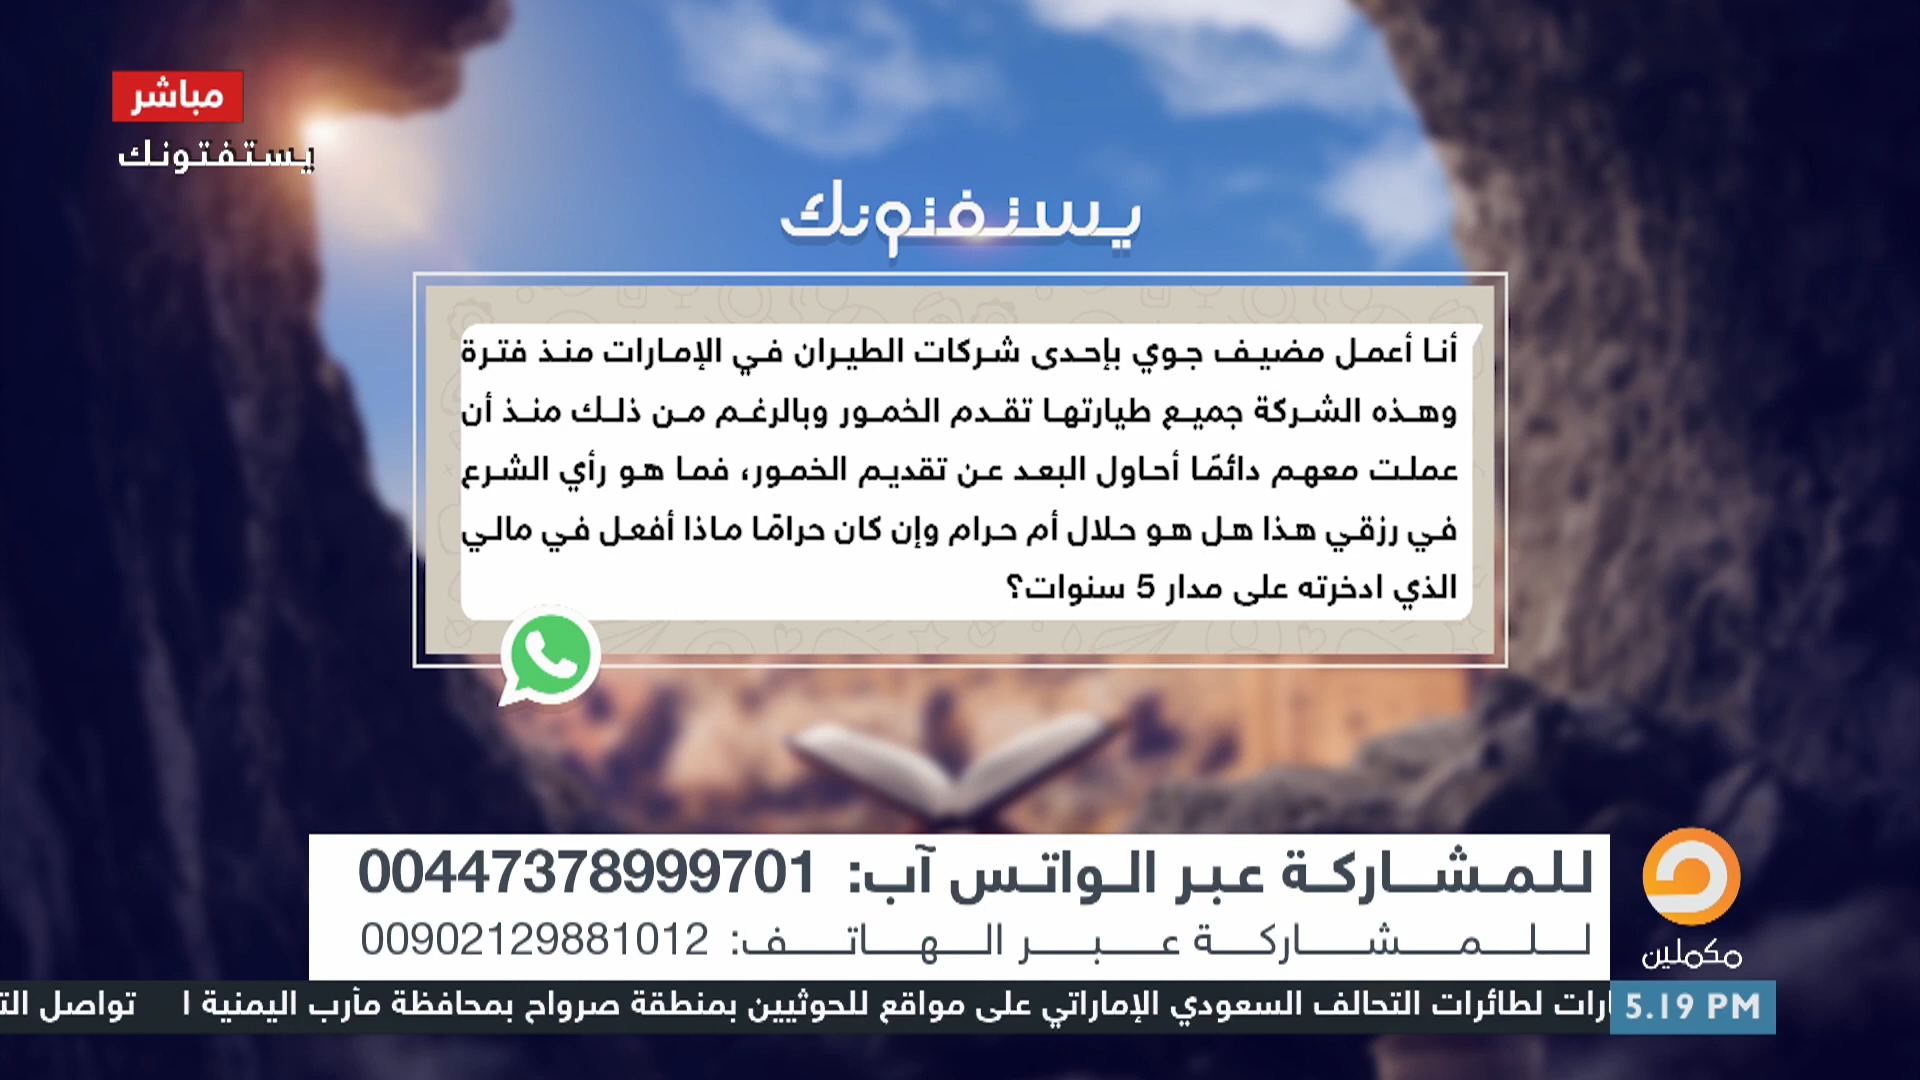 مباشر
يستفتونك
يستفتونك
أنا أعمل مضيف جوي بإحدى شركات الطيران في الإمارات منذ فترة
وهذه الشركة جميع طيارتها تقدم الخمور وبالرغم من ذلك منذ أن
عملت معهم دائمًا أحاول البعد عن تقديم الخمور، فما هو رأي الشرع
في رزقي هذا هل هو حلال أم حرام وإن كان حرامًا ماذا أفعل في مالي
الذي ادخرته على مدار 5 سنوات؟
للمشاركة عبر الواتس آب: 00447378999701
للمشاركة عبر الهاتف: 00902129881012
مكملين
لطائرات التحالف السعودي الإماراتي على مواقع للحوثيين بمنطقة صرواح بمحافظة مأرب اليمنية | تواصل
5.19 PM